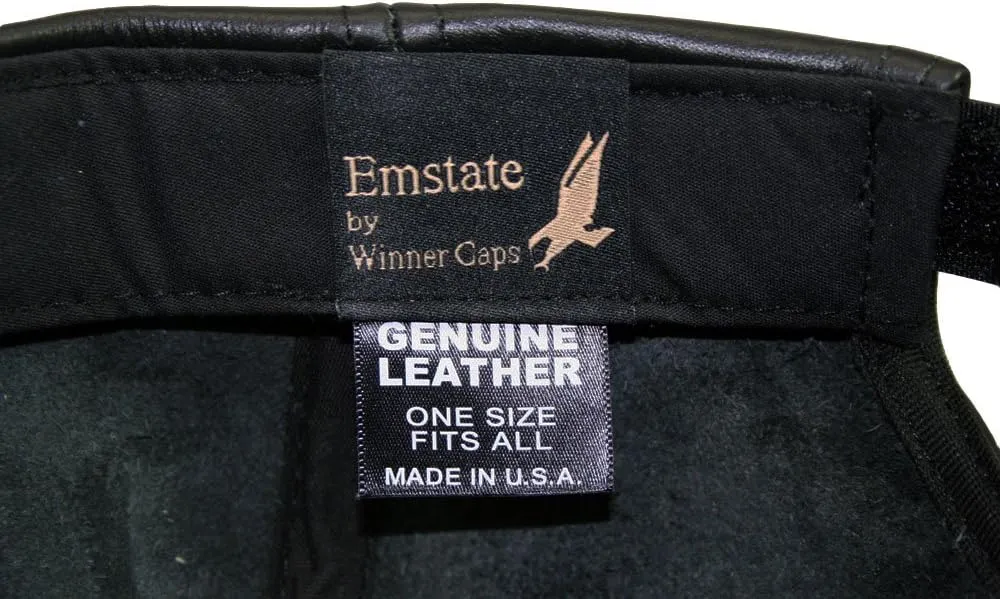 Emstate
by
Winner Caps
GENUINE
LEATHER
ONE SIZE
FITS ALL
MADE IN U.S.A.